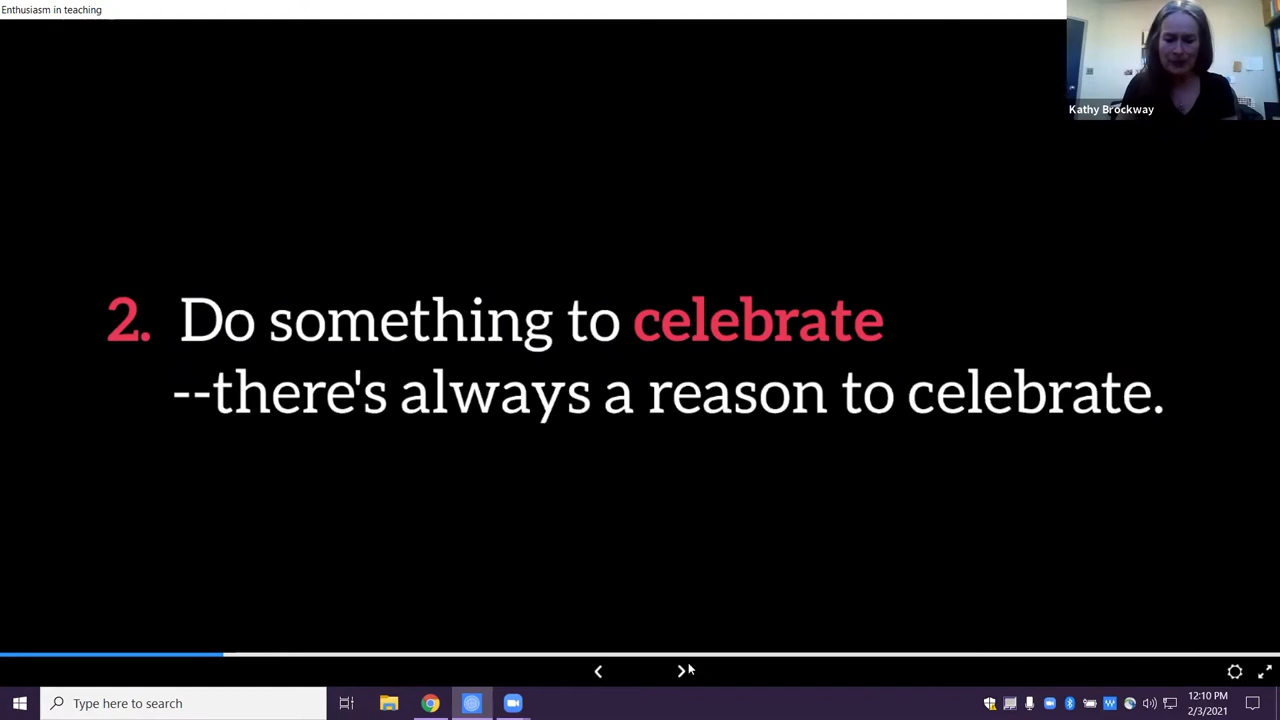 Enthusiasm in teaching
Kathy Brockway
2. Do something to celebrate
--there's always a reason to celebrate.
Type here to search
12:10 PM
2/3/2021